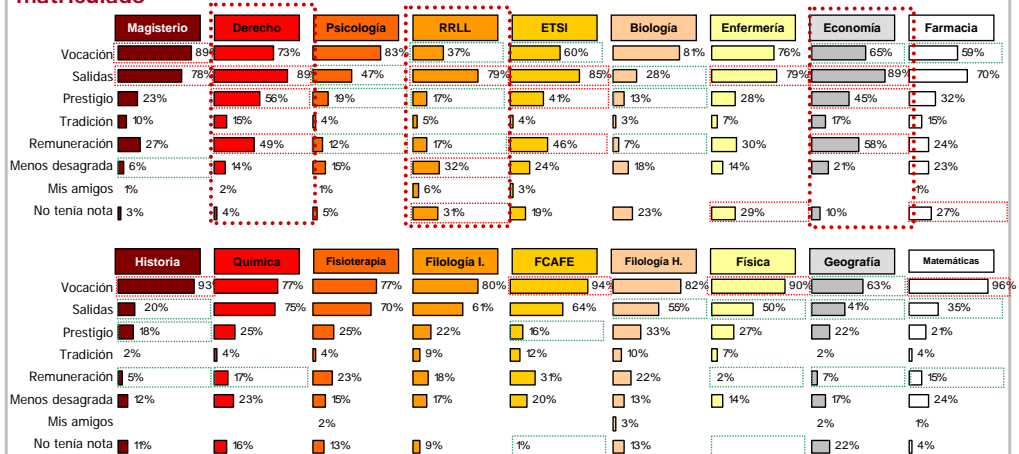 matriculado
Magisterio Derecho Psicología RRLL ETSI Biología Enfermería Economía Farmacia
Vocación 89% 73% 83% 37% 60% 81% 76% 65% 59%
Salidas 78% 89 47% 79% 85% 28% 79% 89% 70%
Prestigio 23% 56% 19% 17% 41% 13% 28% 45% 32%
Tradición 10% 15% 4% 5% 4% 3% 7% 17% 15%
Remuneración 27% 49% 12% 17% 46% 7% 30% 58% 24%
Menos desagrada 6% 14% 15% 32% 24% 18% 14% 21% 23%
Mis amigos 1% 2% 1% 6% 3% 1%
No tenía nota 3% 4% 5% 31% 19% 23% 29% 10% 27%
Historia Química Fisioterapia Filología I. FCAFE Filología H. Física Geografía Matemáticas
Vocación 93% 77% 77% 80% 94% 82% 90% 63% 96%
Salidas 20% 75% 70% 61% 64% 55% 50% 41% 35%
Prestigio 18% 25% 25% 22% 16% 33% 27% 22% 21%
Tradición 2% 4% 4% 9% 12% 10% 7% 2% 4%
Remuneración 5% 17% 23% 18% 31% 22% 2% 7% 15%
Menos desagrada 12% 23% 15% 17% 20% 13% 14% 17% 24%
Mis amigos 2% 3% 2% 1%
No tenía nota 11% 16% 13% 9% 1% 13% 22% 4%